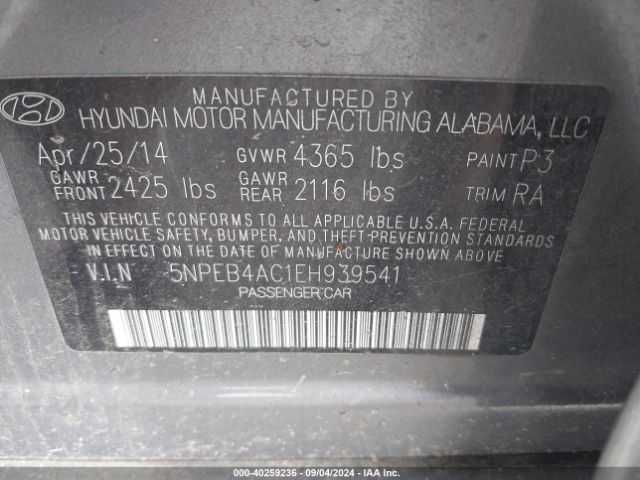 MANUFACTURED BY
HYUNDAI MOTOR MANUFACTURING ALABAMA, LLC
Apr/25/14 GVWR 4365 lbs PAINT P3
GAWR FRONT 2425 lbs GAWR REAR 2116 lbs TRIM RA
THIS VEHICLE CONFORMS TO ALL APPLICABLE U.S.A. FEDERAL
MOTOR VEHICLE SAFETY, BUMPER, AND THEFT PREVENTION STANDARDS
IN EFFECT ON THE DATE OF MANUFACTURE SHOWN ABOVE.
V.I.N 5NPEB4AC1EH939541
PASSENGER CAR
000-40259236 - 09/04/2024 - IAA Inc.